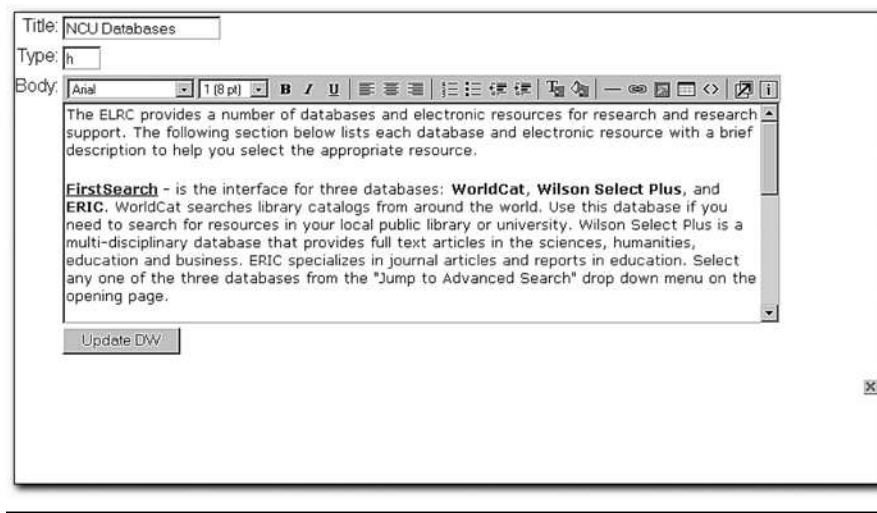 Title: NCU Databases
Type: h
Body: Arial 1 (8 pt) B I U
The ELRC provides a number of databases and electronic resources for research and research
support. The following section below lists each database and electronic resource with a brief
description to help you select the appropriate resource.
FirstSearch - is the interface for three databases: WorldCat, Wilson Select Plus, and
ERIC. WorldCat searches library catalogs from around the world. Use this database if you
need to search for resources in your local public library or university. Wilson Select Plus is a
multi-disciplinary database that provides full text articles in the sciences, humanities,
education and business. ERIC specializes in journal articles and reports in education. Select
any one of the three databases from the "Jump to Advanced Search" drop down menu on the
opening page.
Update DW